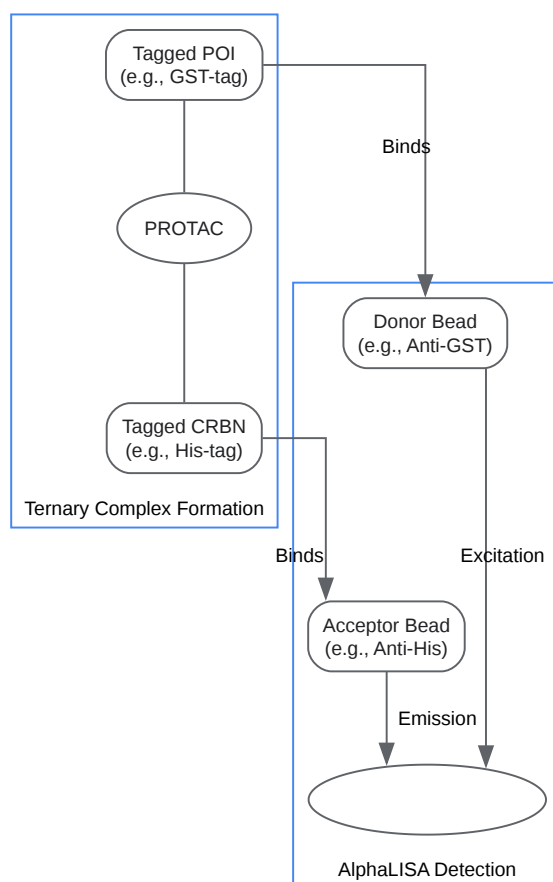 Tagged POI
(e.g., GST-tag)
Binds
PROTAC
Donor Bead
(e.g., Anti-GST)
Tagged CRBN
(e.g., His-tag)
Ternary Complex Formation
Binds
Excitation
Acceptor Bead
(e.g., Anti-His)
Emission
AlphaLISA Detection